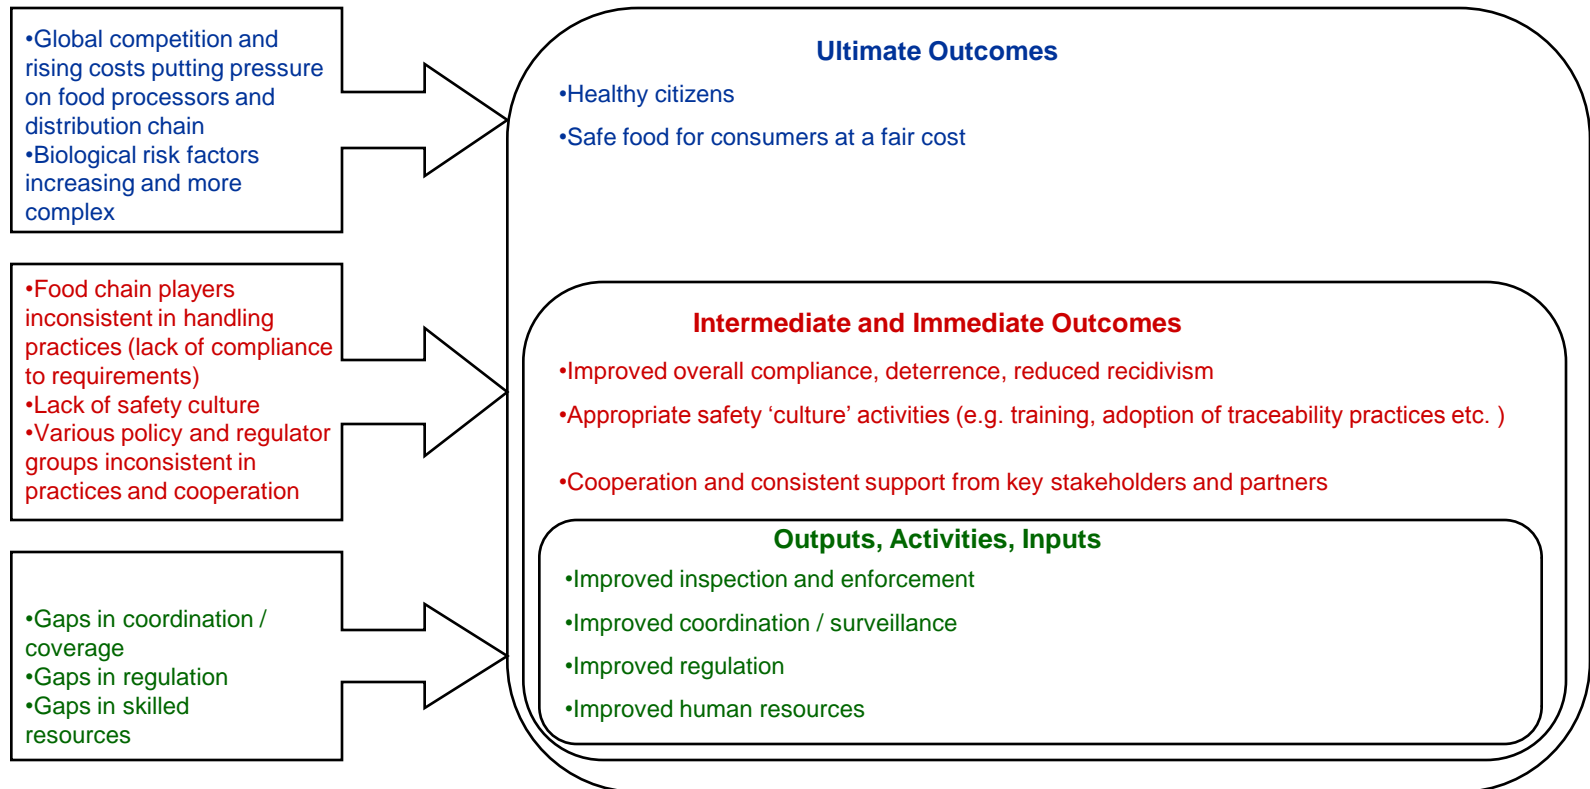 •Global competition and
rising costs putting pressure
on food processors and
distribution chain
•Biological risk factors
increasing and more
complex
Ultimate Outcomes
•Healthy citizens
•Safe food for consumers at a fair cost
•Food chain players
inconsistent in handling
practices (lack of compliance
to requirements)
•Lack of safety culture
•Various policy and regulator
groups inconsistent in
practices and cooperation
Intermediate and Immediate Outcomes
•Improved overall compliance, deterrence, reduced recidivism
•Appropriate safety ‘culture’ activities (e.g. training, adoption of traceability practices etc. )
•Cooperation and consistent support from key stakeholders and partners
•Gaps in coordination /
coverage
•Gaps in regulation
•Gaps in skilled
resources
Outputs, Activities, Inputs
•Improved inspection and enforcement
•Improved coordination / surveillance
•Improved regulation
•Improved human resources